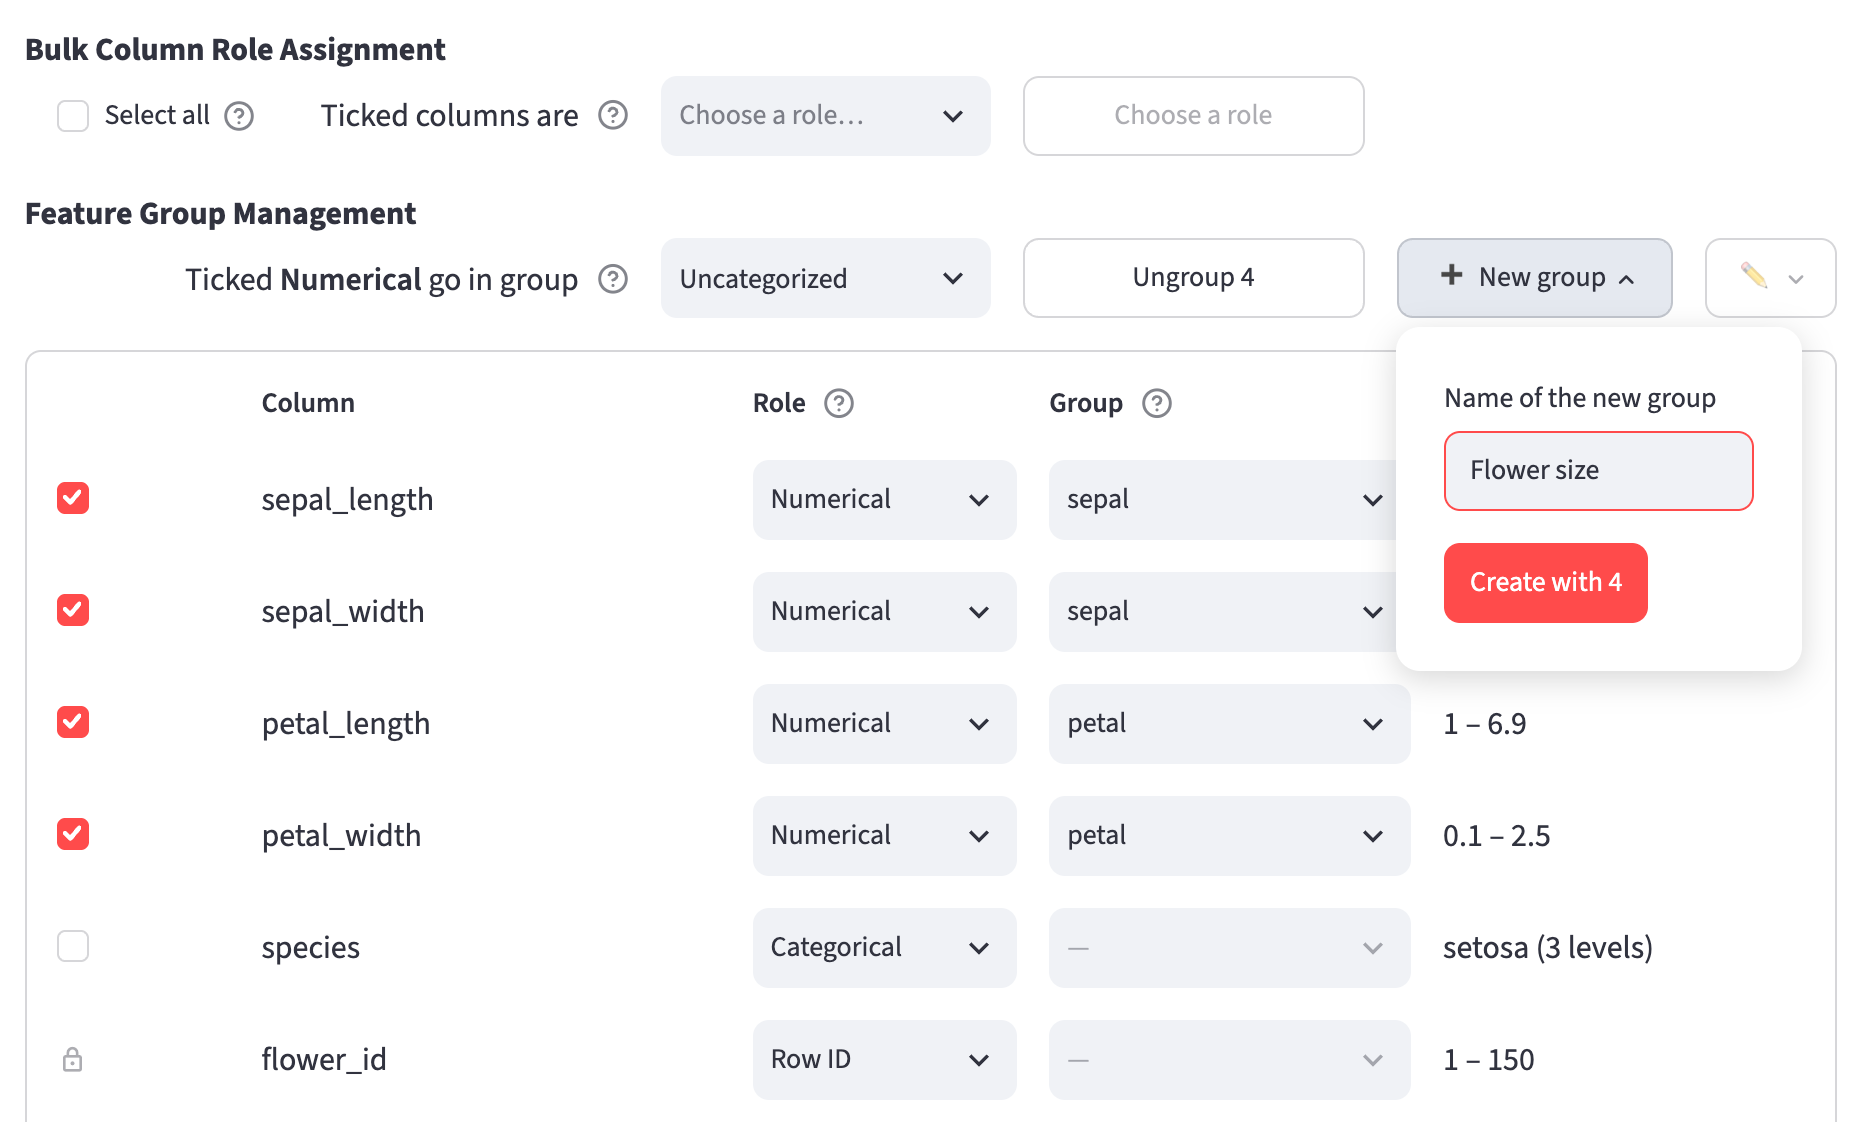 Bulk Column Role Assignment
Select all
Ticked columns are
Choose a role...
Choose a role
Feature Group Management
Ticked Numerical go in group
Uncategorized
Ungroup 4
+ New group
Column Role Group
Name of the new group
Flower size
Create with 4
sepal_length Numerical sepal
sepal_width Numerical sepal
petal_length Numerical petal 1 – 6.9
petal_width Numerical petal 0.1 – 2.5
species Categorical — setosa (3 levels)
flower_id Row ID — 1 – 150